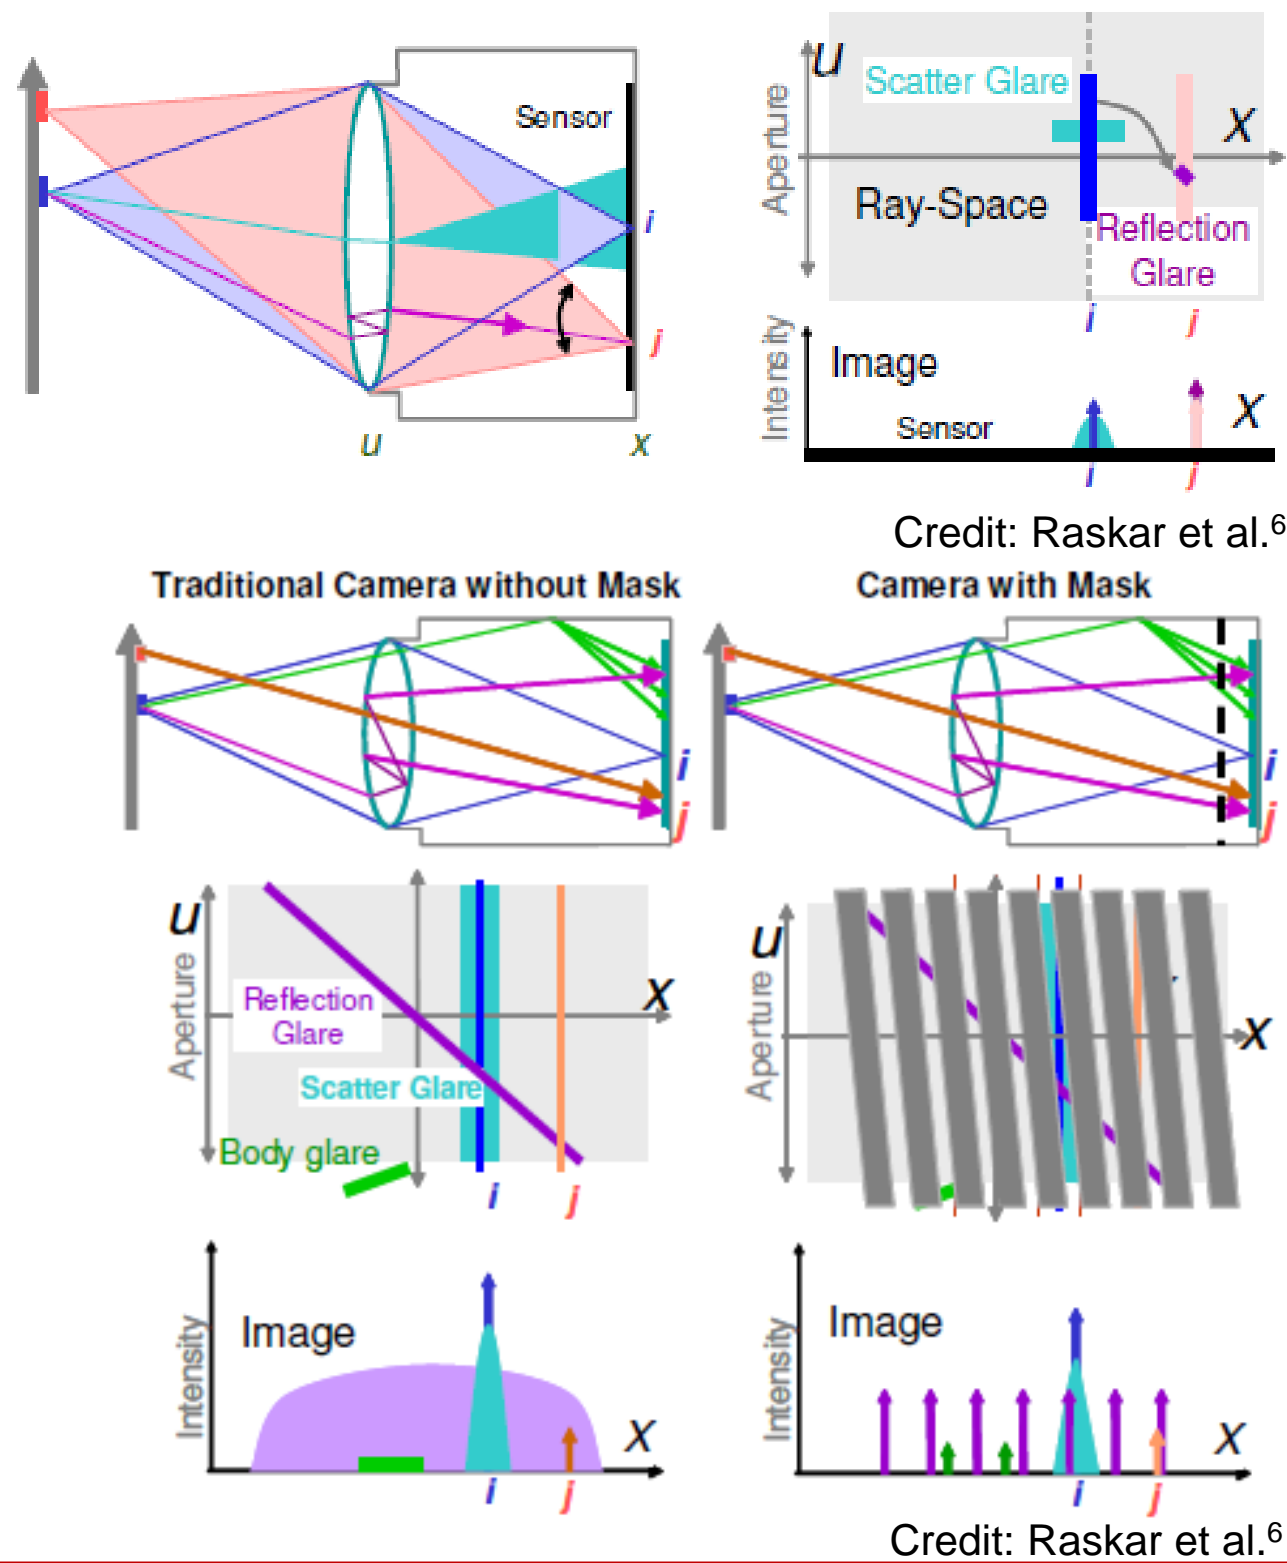 Sensor
i
j
u
x
u
Aperture
Scatter Glare
X
Ray-Space
Reflection
Glare
i
j
Intensity
Image
Sensor
X
i
j
Credit: Raskar et al.6
Traditional Camera without Mask
Camera with Mask
i
j
i
j
u
Aperture
Reflection
Glare
X
Scatter Glare
Body glare
i
j
u
Aperture
X
Intensity
Image
X
i
j
Intensity
Image
X
i
j
Credit: Raskar et al.6